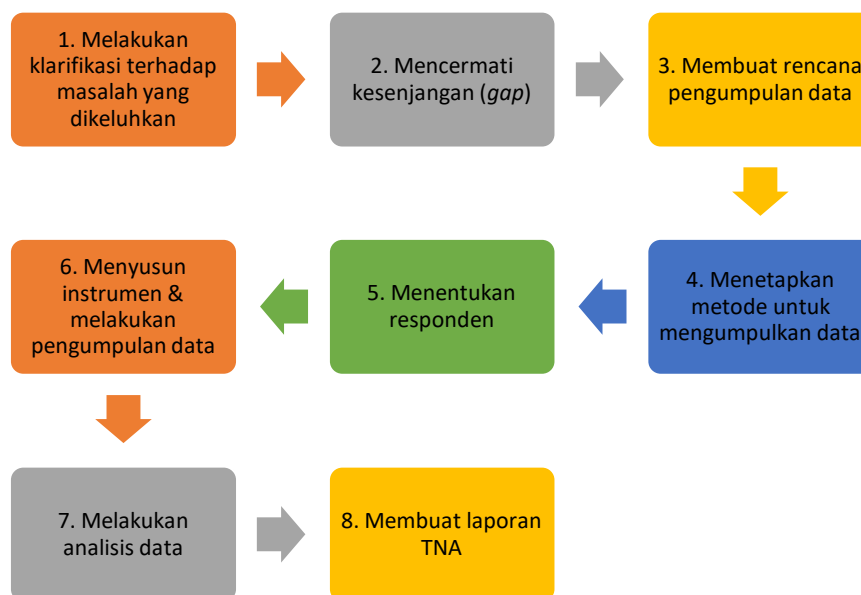 1. Melakukan
klarifikasi terhadap
masalah yang
dikeluhkan
2. Mencermati
kesenjangan (gap)
3. Membuat rencana
pengumpulan data
4. Menetapkan
metode untuk
mengumpulkan data
5. Menentukan
responden
6. Menyusun
instrumen &
melakukan
pengumpulan data
7. Melakukan
analisis data
8. Membuat laporan
TNA